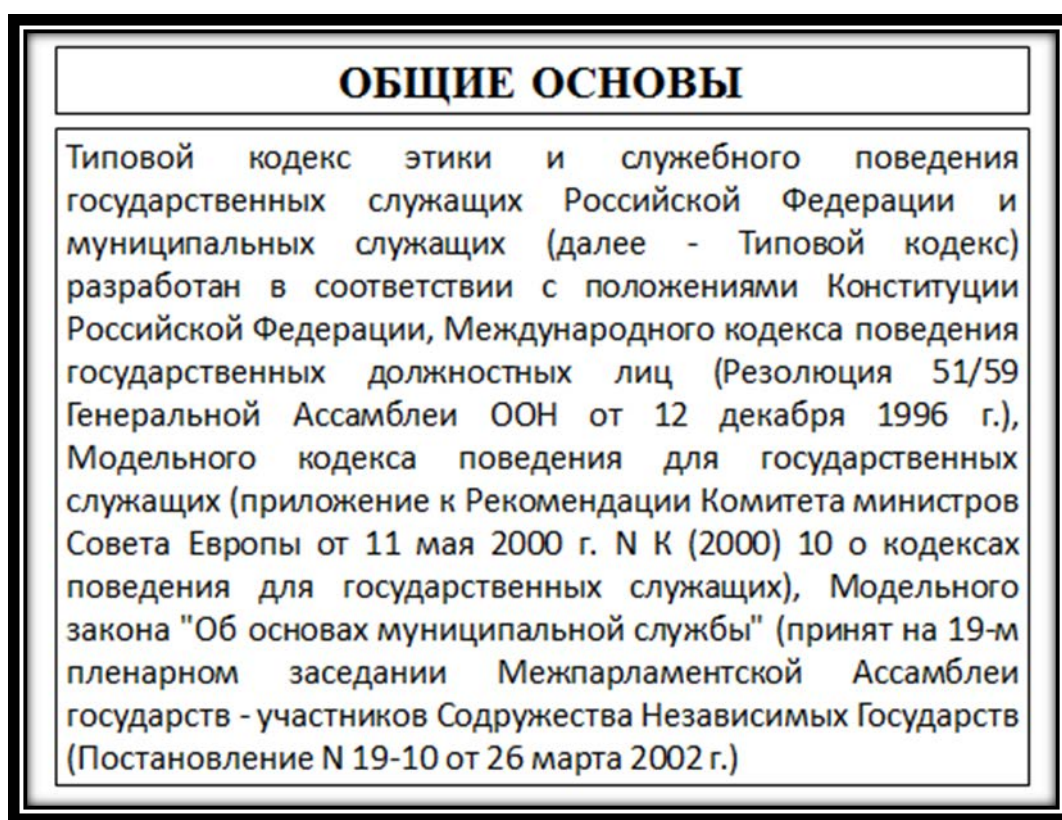 ОБЩИЕ ОСНОВЫ
Типовой кодекс этики и служебного поведения
государственных служащих Российской Федерации и
муниципальных служащих (далее - Типовой кодекс)
разработан в соответствии с положениями Конституции
Российской Федерации, Международного кодекса поведения
государственных должностных лиц (Резолюция 51/59
Генеральной Ассамблеи ООН от 12 декабря 1996 г.),
Модельного кодекса поведения для государственных
служащих (приложение к Рекомендации Комитета министров
Совета Европы от 11 мая 2000 г. N К (2000) 10 о кодексах
поведения для государственных служащих), Модельного
закона "Об основах муниципальной службы" (принят на 19-м
пленарном заседании Межпарламентской Ассамблеи
государств - участников Содружества Независимых Государств
(Постановление N 19-10 от 26 марта 2002 г.)